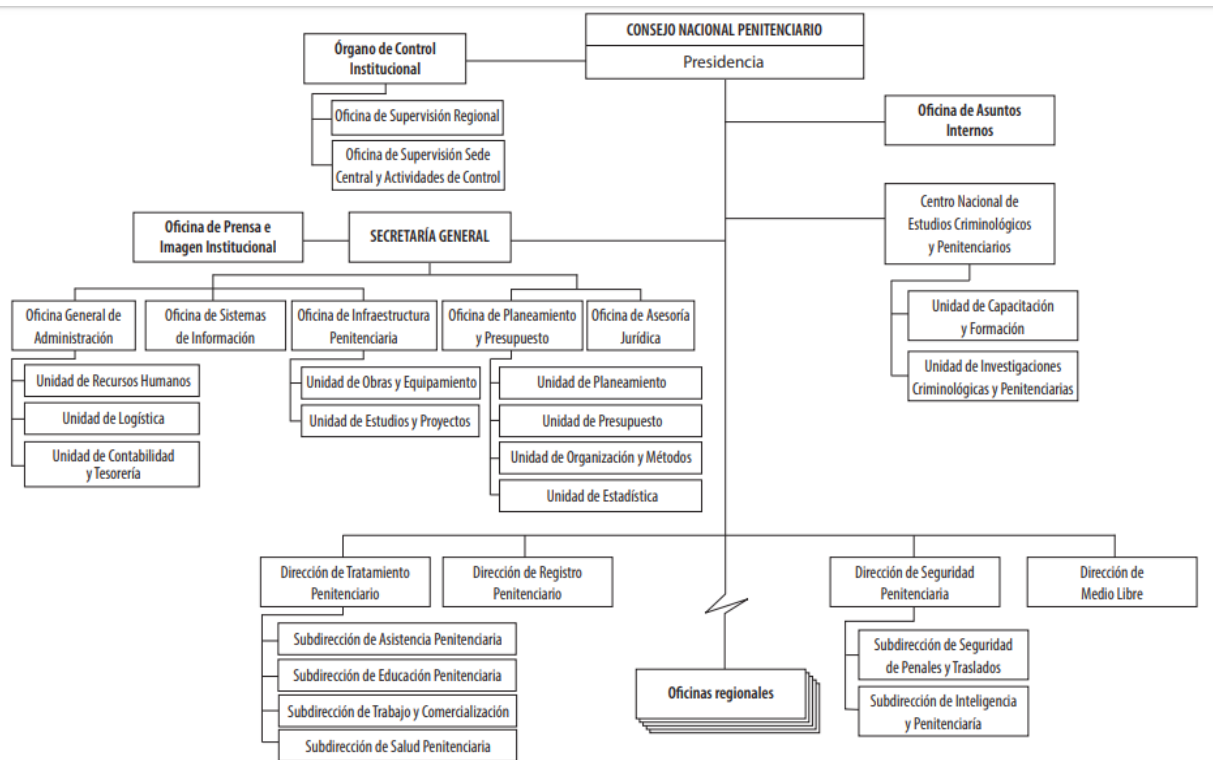 CONSEJO NACIONAL PENITENCIARIO
Presidencia
Órgano de Control
Institucional
Oficina de Supervisión Regional
Oficina de Supervisión Sede
Central y Actividades de Control
Oficina de Asuntos
Internos
Centro Nacional de
Estudios Criminológicos
y Penitenciarios
Unidad de Capacitación
y Formación
Unidad de Investigaciones
Criminológicas y Penitenciarias
Oficina de Prensa e
Imagen Institucional
SECRETARÍA GENERAL
Oficina General de
Administración
Unidad de Recursos Humanos
Unidad de Logística
Unidad de Contabilidad
y Tesorería
Oficina de Sistemas
de Información
Oficina de Infraestructura
Penitenciaria
Unidad de Obras y Equipamiento
Unidad de Estudios y Proyectos
Oficina de Planeamiento
y Presupuesto
Unidad de Planeamiento
Unidad de Presupuesto
Unidad de Organización y Métodos
Unidad de Estadística
Oficina de Asesoría
Jurídica
Dirección de Tratamiento
Penitenciario
Subdirección de Asistencia Penitenciaria
Subdirección de Educación Penitenciaria
Subdirección de Trabajo y Comercialización
Subdirección de Salud Penitenciaria
Dirección de Registro
Penitenciario
Oficinas regionales
Dirección de Seguridad
Penitenciaria
Subdirección de Seguridad
de Penales y Traslados
Subdirección de Inteligencia
y Penitenciaría
Dirección de
Medio Libre